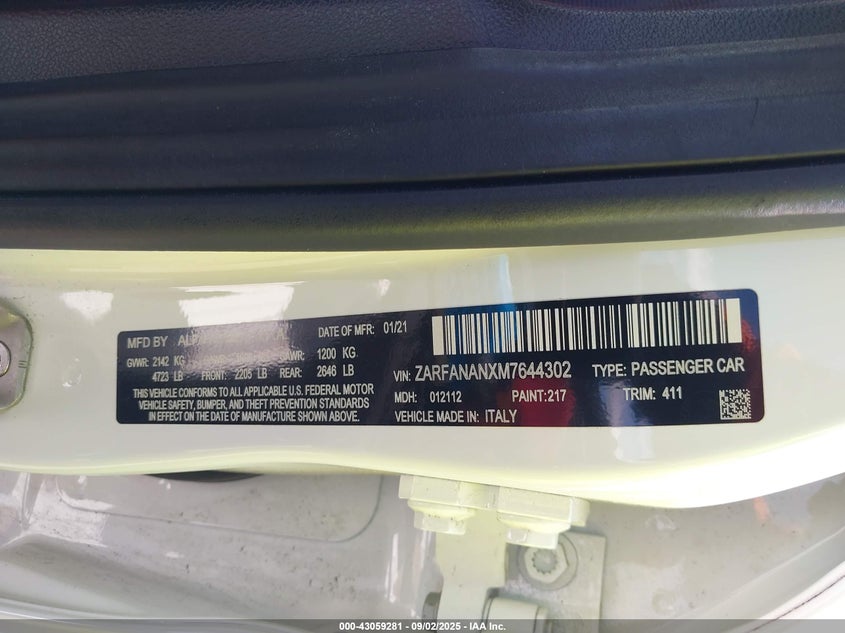 MFD BY DATE OF MFR: 01/21
GVWR: 2142 KG 1200 KG
4723 LB FRONT: 2205 LB REAR: 2646 LB
THIS VEHICLE CONFORMS TO ALL APPLICABLE U.S. FEDERAL MOTOR
VEHICLE SAFETY, BUMPER, AND THEFT PREVENTION STANDARDS
IN EFFECT ON THE DATE OF MANUFACTURE SHOWN ABOVE.
VIN: ZARFANANXM7644302 TYPE: PASSENGER CAR
MDH: 012112 PAINT: 217 TRIM: 411
VEHICLE MADE IN: ITALY
000-43059281 - 09/02/2025 - IAA, Inc.